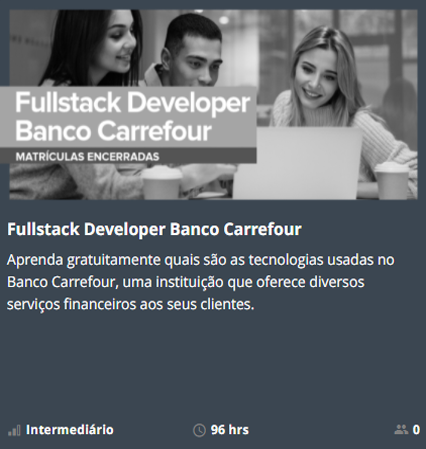 Fullstack Developer
Banco Carrefour
MATRÍCULAS ENCERRADAS
Fullstack Developer Banco Carrefour
Aprenda gratuitamente quais são as tecnologias usadas no
Banco Carrefour, uma instituição que oferece diversos
serviços financeiros aos seus clientes.
Intermediário 96 hrs 0